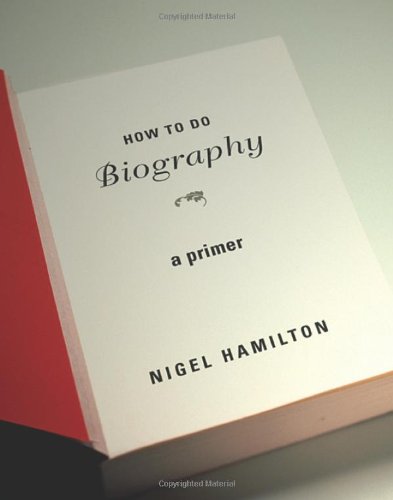 Copyrighted Material
HOW TO DO
Biography
a primer
NIGEL HAMILTON
Copyrighted Material